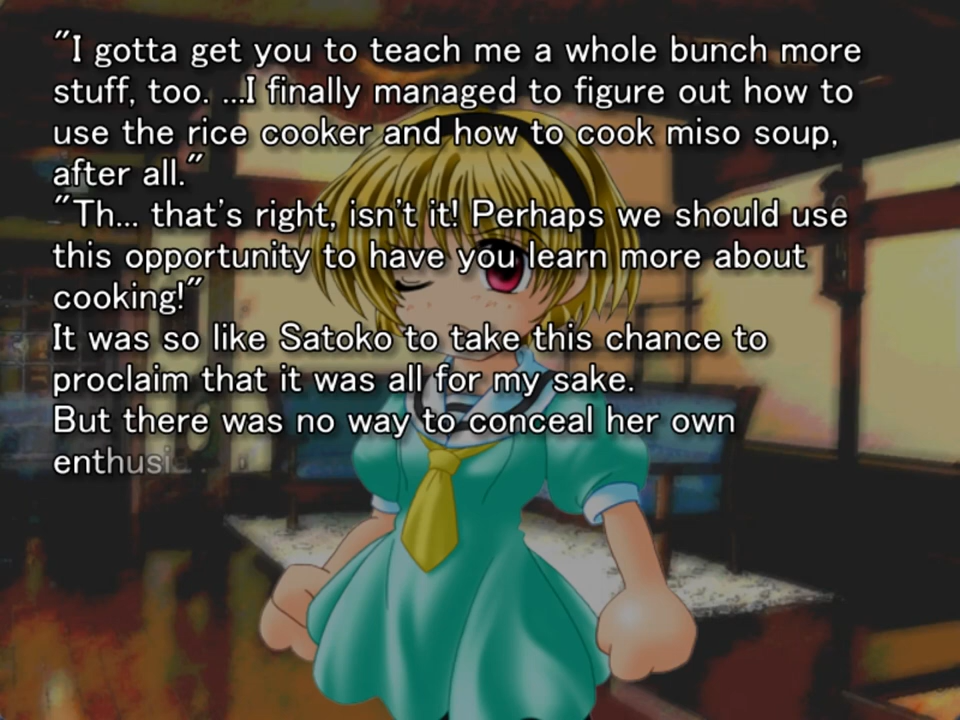 "I gotta get you to teach me a whole bunch more
stuff, too. ...I finally managed to figure out how to
use the rice cooker and how to cook miso soup,
after all."
"Th... that's right, isn't it! Perhaps we should use
this opportunity to have you learn more about
cooking!"
It was so like Satoko to take this chance to
proclaim that it was all for my sake.
But there was no way to conceal her own
enthusia